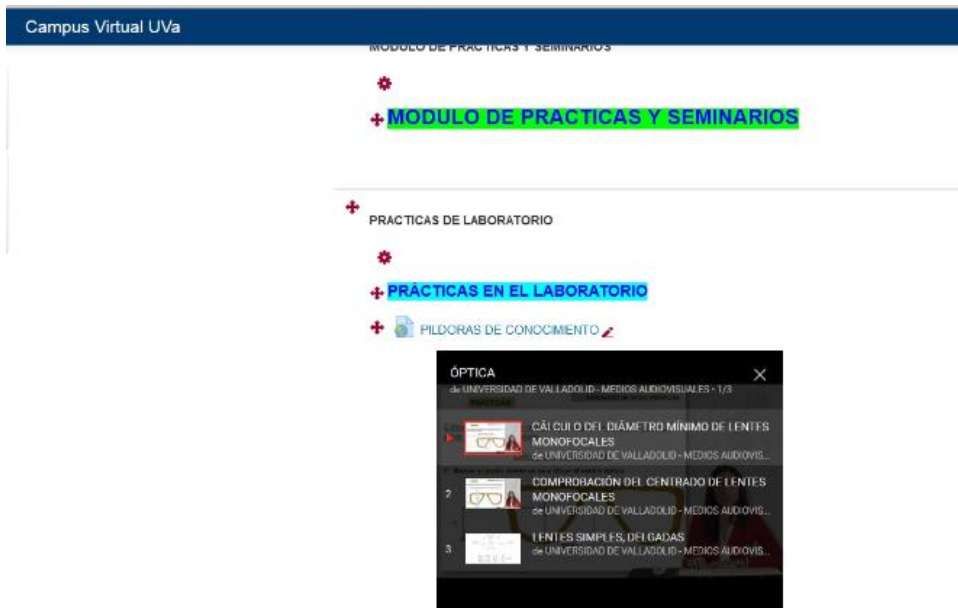 Campus Virtual UVa
MODULO DE PRACTICAS Y SEMINARIOS
MODULO DE PRACTICAS Y SEMINARIOS
PRACTICAS DE LABORATORIO
PRÁCTICAS EN EL LABORATORIO
PILDORAS DE CONOCIMIENTO
ÓPTICA
de UNIVERSIDAD DE VALLADOLID - MEDIOS AUDIOVISUALES • 1/3
CÁLCULO DEL DIÁMETRO MÍNIMO DE LENTES
MONOFOCALES
de UNIVERSIDAD DE VALLADOLID - MEDIOS AUDIOVIS...
2
COMPROBACIÓN DEL CENTRADO DE LENTES
MONOFOCALES
de UNIVERSIDAD DE VALLADOLID - MEDIOS AUDIOVIS...
3
LENTES SIMPLES, DELGADAS
de UNIVERSIDAD DE VALLADOLID - MEDIOS AUDIOVIS...